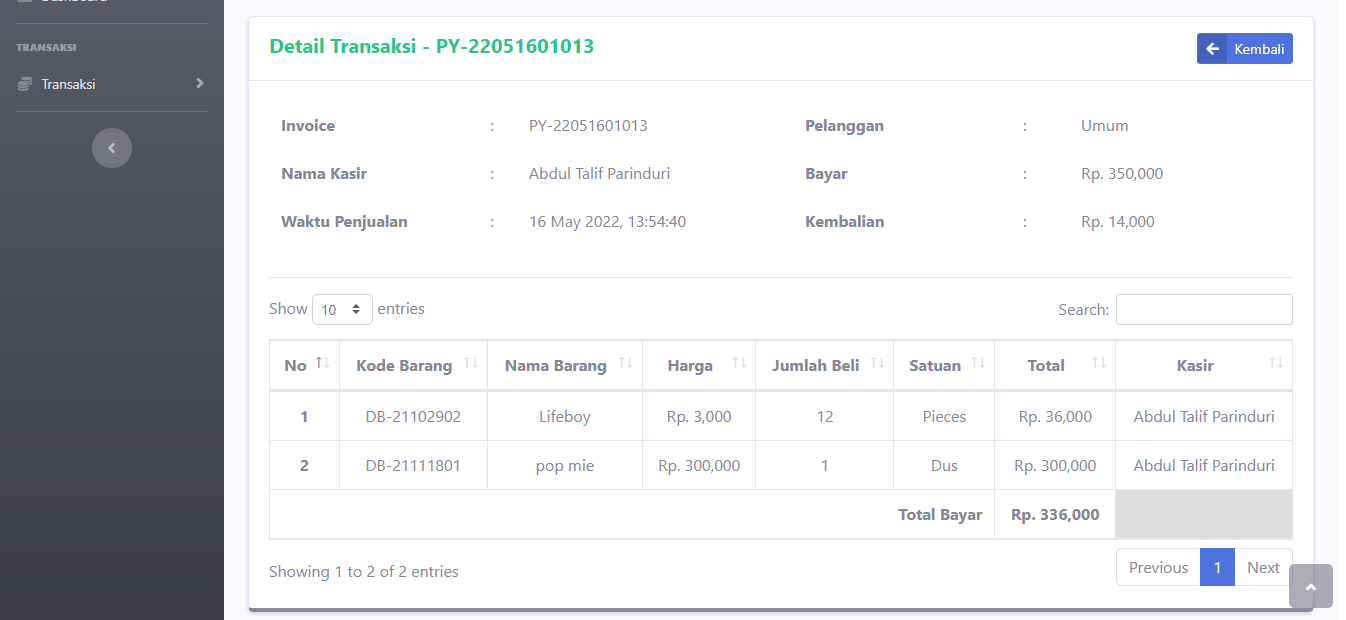 Dashboard
TRANSAKSI
Transaksi
Detail Transaksi - PY-22051601013
Kembali
Invoice : PY-22051601013 Pelanggan : Umum
Nama Kasir : Abdul Talif Parinduri Bayar : Rp. 350,000
Waktu Penjualan : 16 May 2022, 13:54:40 Kembalian : Rp. 14,000
Show 10 entries Search:
No Kode Barang Nama Barang Harga Jumlah Beli Satuan Total Kasir
1 DB-21102902 Lifeboy Rp. 3,000 12 Pieces Rp. 36,000 Abdul Talif Parinduri
2 DB-21111801 pop mie Rp. 300,000 1 Dus Rp. 300,000 Abdul Talif Parinduri
Total Bayar Rp. 336,000
Showing 1 to 2 of 2 entries Previous 1 Next